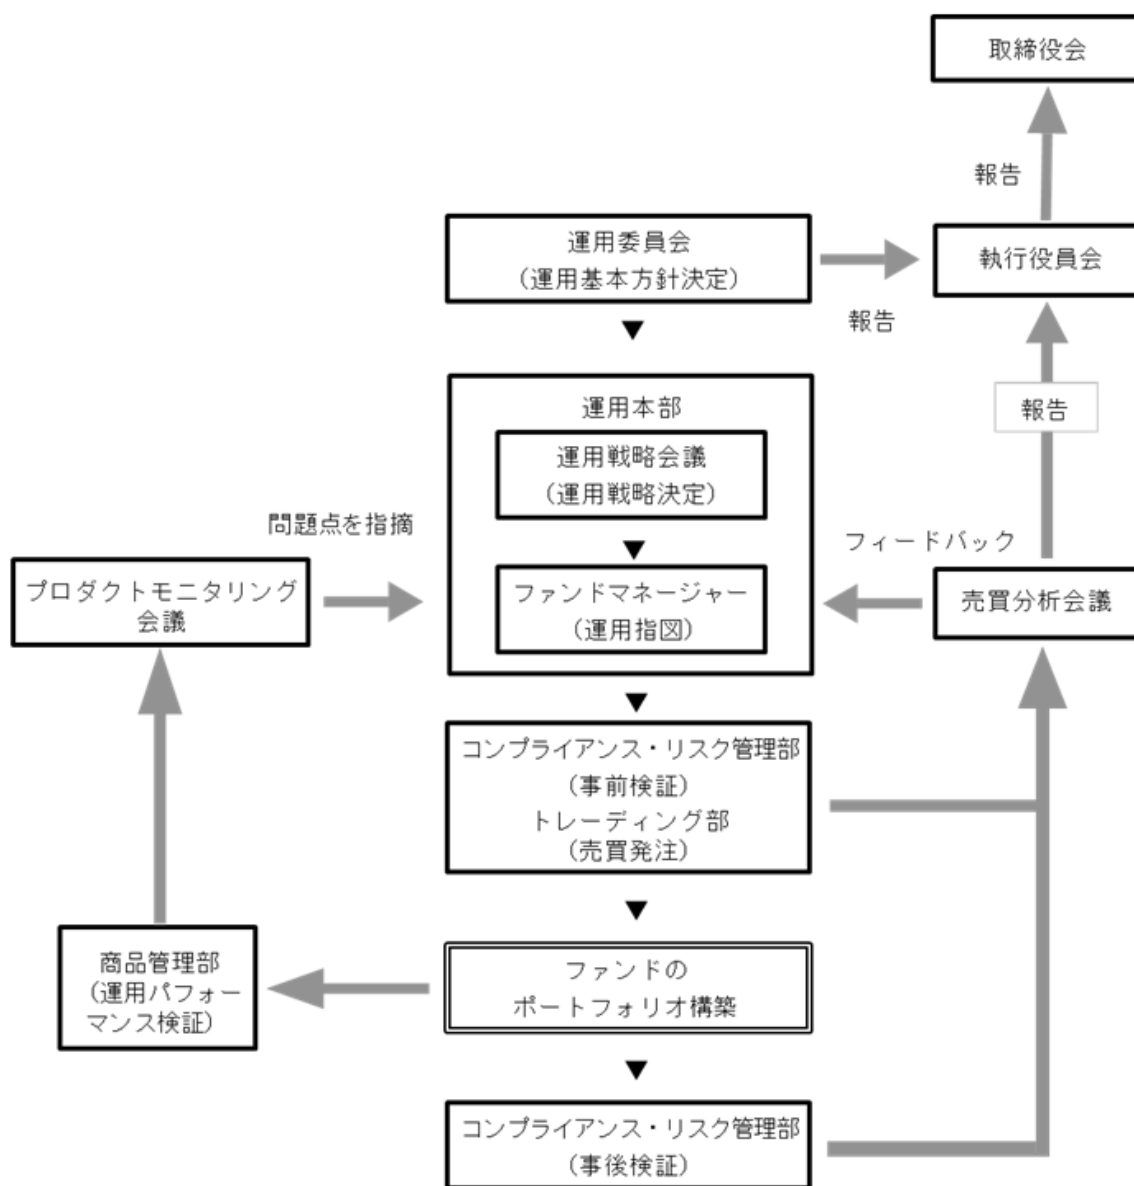 取締役会
報告
運用委員会
(運用基本方針決定)
執行役員会
報告
運用本部
報告
運用戦略会議
(運用戦略決定)
問題点を指摘
フィードバック
プロダクトモニタリング
会議
ファンドマネージャー
(運用指図)
売買分析会議
コンプライアンス・リスク管理部
(事前検証)
トレーディング部
(売買発注)
商品管理部
(運用パフォー
マンス検証)
ファンドの
ポートフォリオ構築
コンプライアンス・リスク管理部
(事後検証)